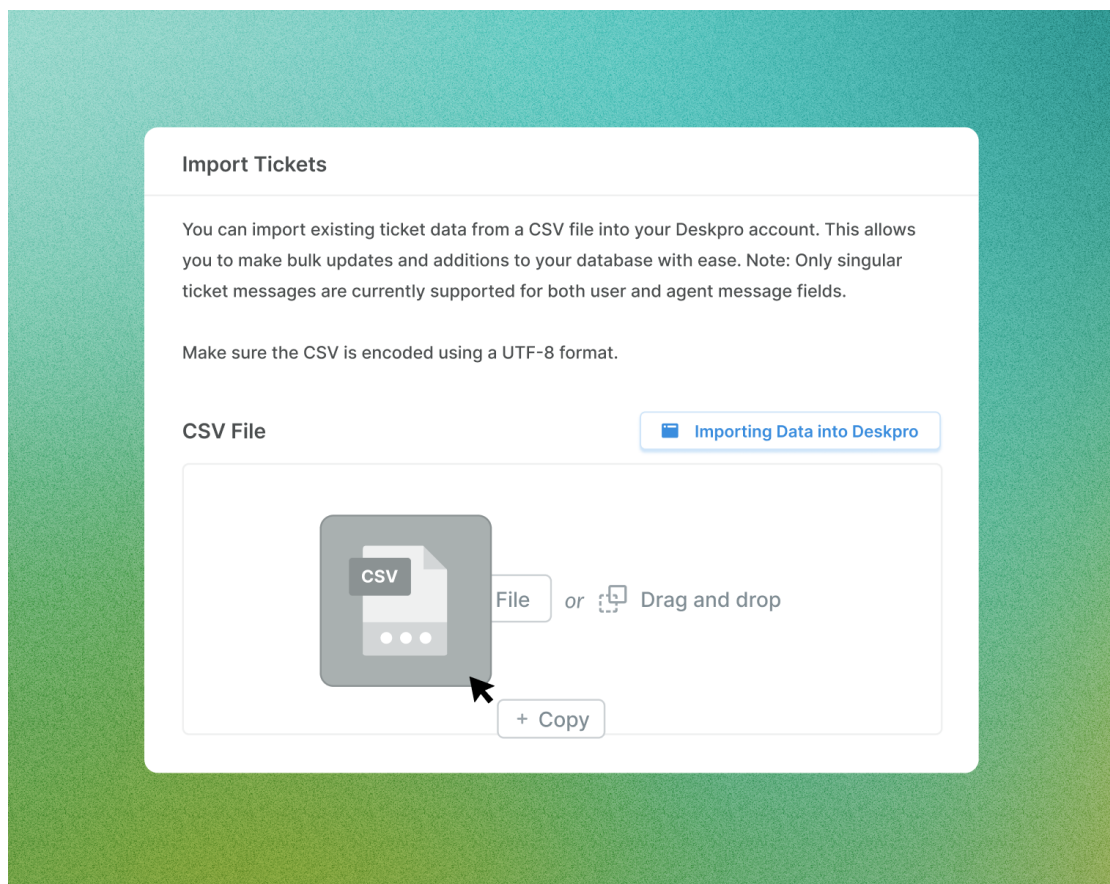 Import Tickets
You can import existing ticket data from a CSV file into your Deskpro account. This allows
you to make bulk updates and additions to your database with ease. Note: Only singular
ticket messages are currently supported for both user and agent message fields.
Make sure the CSV is encoded using a UTF-8 format.
CSV File
Importing Data into Deskpro
CSV
File or Drag and drop
+ Copy